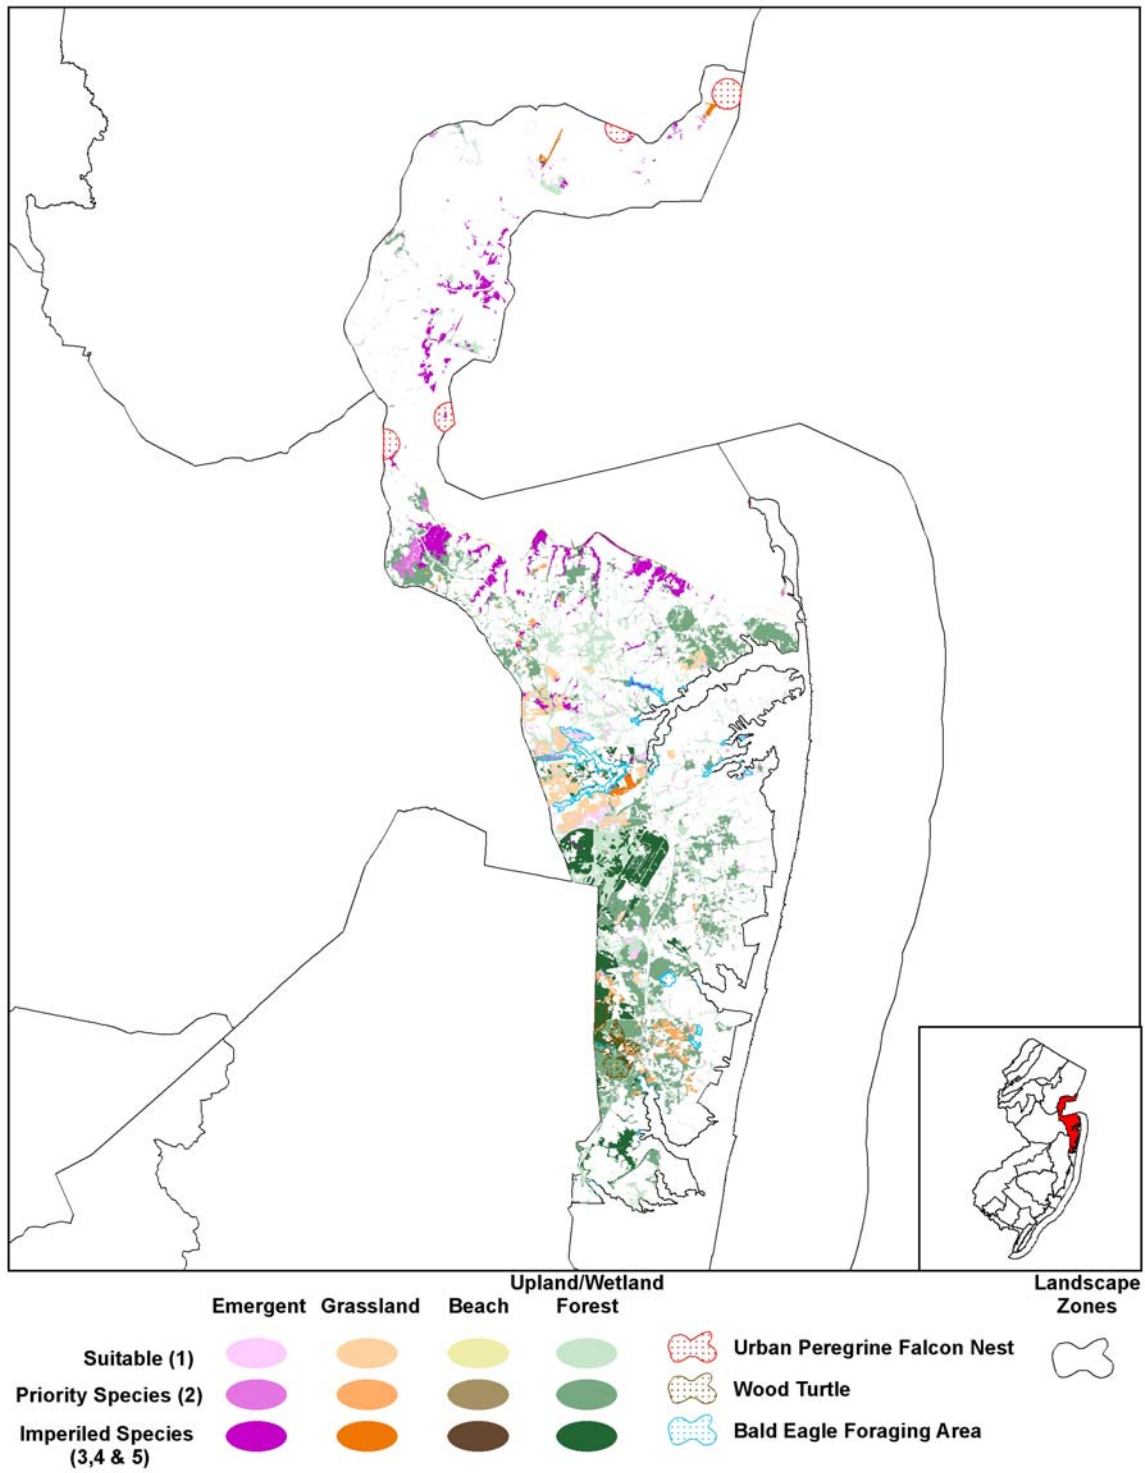 Upland/Wetland
Emergent Grassland Beach Forest
Landscape
Zones
Suitable (1)
Priority Species (2)
Imperiled Species
(3,4 & 5)
Urban Peregrine Falcon Nest
Wood Turtle
Bald Eagle Foraging Area